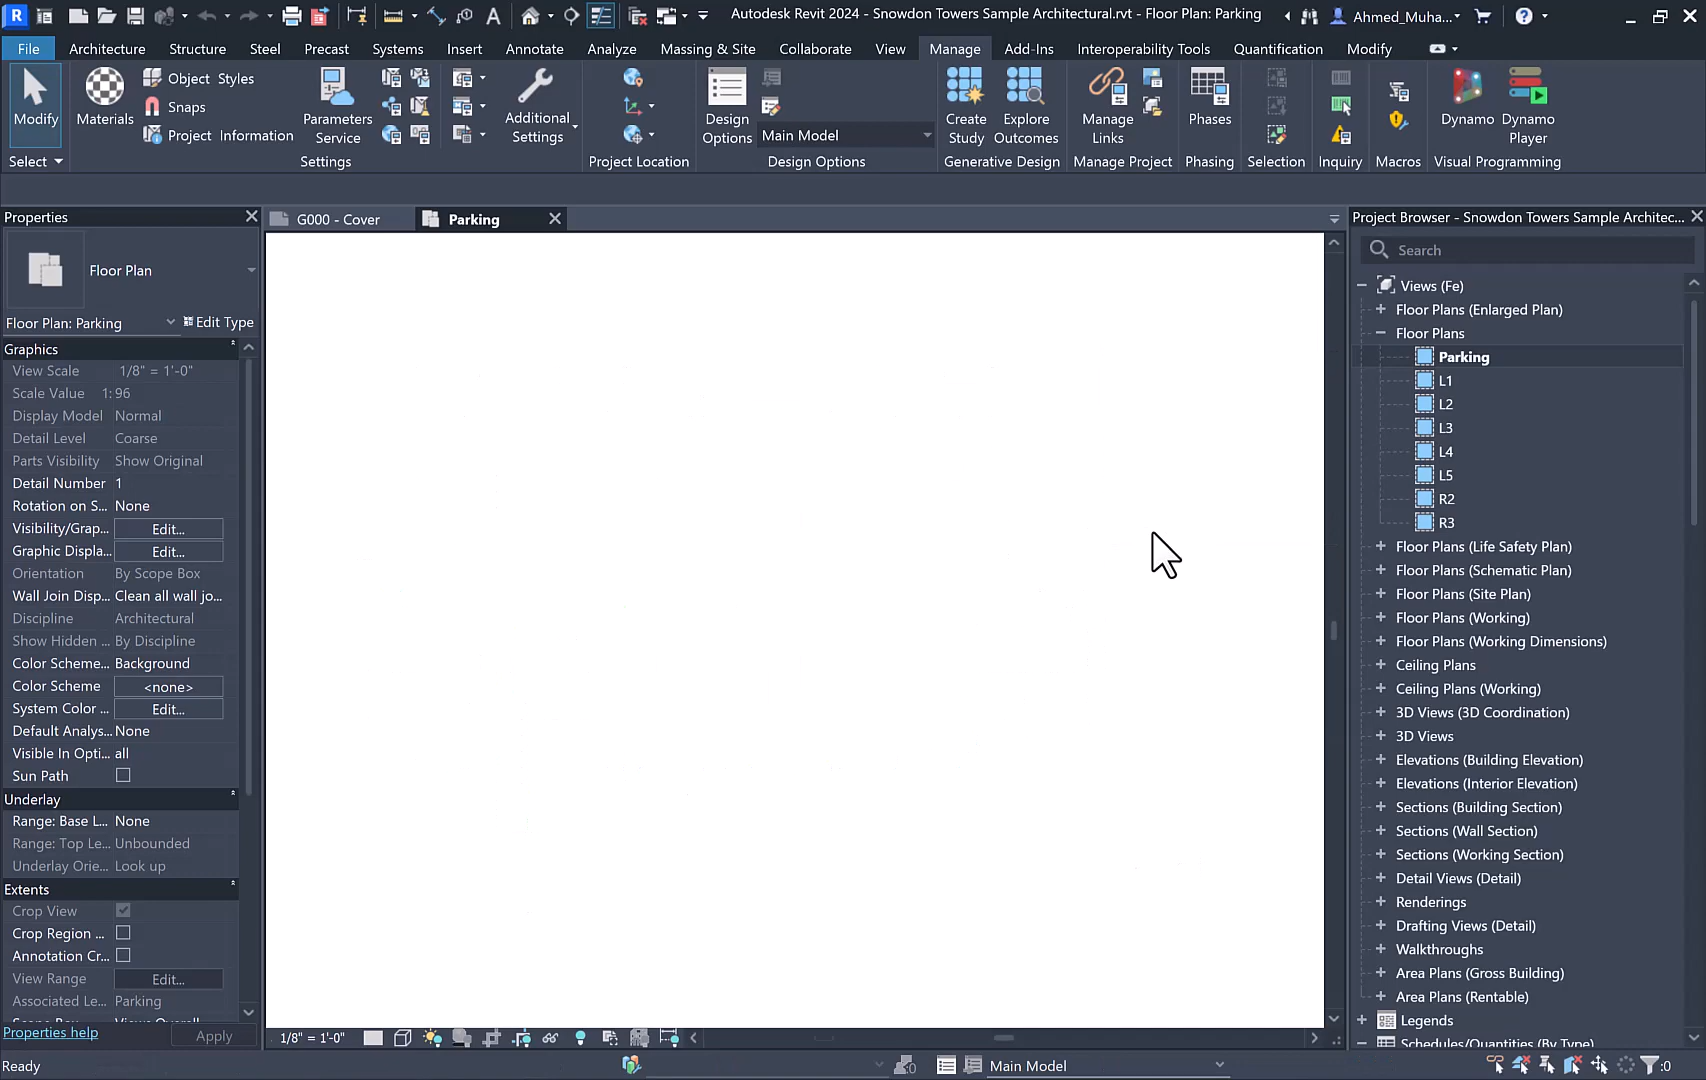 Autodesk Revit 2024 - Snowdon Towers Sample Architectural.rvt - Floor Plan: Parking
Ahmed_Muha...
File Architecture Structure Steel Precast Systems Insert Annotate Analyze Massing & Site Collaborate View Manage Add-Ins Interoperability Tools Quantification Modify
Modify
Select
Materials
Object Styles
Snaps
Project Information
Parameters
Service
Additional
Settings
Settings
Project Location
Design
Options
Main Model
Design Options
Create
Study
Explore
Outcomes
Generative Design
Manage
Links
Manage Project
Phases
Phasing
Selection
Inquiry
Macros
Dynamo
Dynamo
Player
Visual Programming
Properties
Floor Plan
Floor Plan: Parking
Edit Type
Graphics
View Scale 1/8" = 1'-0"
Scale Value 1: 96
Display Model Normal
Detail Level Coarse
Parts Visibility Show Original
Detail Number 1
Rotation on S... None
Visibility/Grap... Edit...
Graphic Displa... Edit...
Orientation By Scope Box
Wall Join Disp... Clean all wall jo...
Discipline Architectural
Show Hidden ... By Discipline
Color Scheme... Background
Color Scheme <none>
System Color ... Edit...
Default Analys... None
Visible In Opti... all
Sun Path
Underlay
Range: Base L... None
Range: Top Le... Unbounded
Underlay Orie... Look up
Extents
Crop View
Crop Region ...
Annotation Cr...
View Range Edit...
Associated Le... Parking
Properties help
Apply
G000 - Cover
Parking
1/8" = 1'-0"
Project Browser - Snowdon Towers Sample Architec...
Search
Views (Fe)
Floor Plans (Enlarged Plan)
Floor Plans
Parking
L1
L2
L3
L4
L5
R2
R3
Floor Plans (Life Safety Plan)
Floor Plans (Schematic Plan)
Floor Plans (Site Plan)
Floor Plans (Working)
Floor Plans (Working Dimensions)
Ceiling Plans
Ceiling Plans (Working)
3D Views (3D Coordination)
3D Views
Elevations (Building Elevation)
Elevations (Interior Elevation)
Sections (Building Section)
Sections (Wall Section)
Sections (Working Section)
Detail Views (Detail)
Renderings
Drafting Views (Detail)
Walkthroughs
Area Plans (Gross Building)
Area Plans (Rentable)
Legends
Schedules/Quantities (By Type)
Ready
:0
Main Model
:0